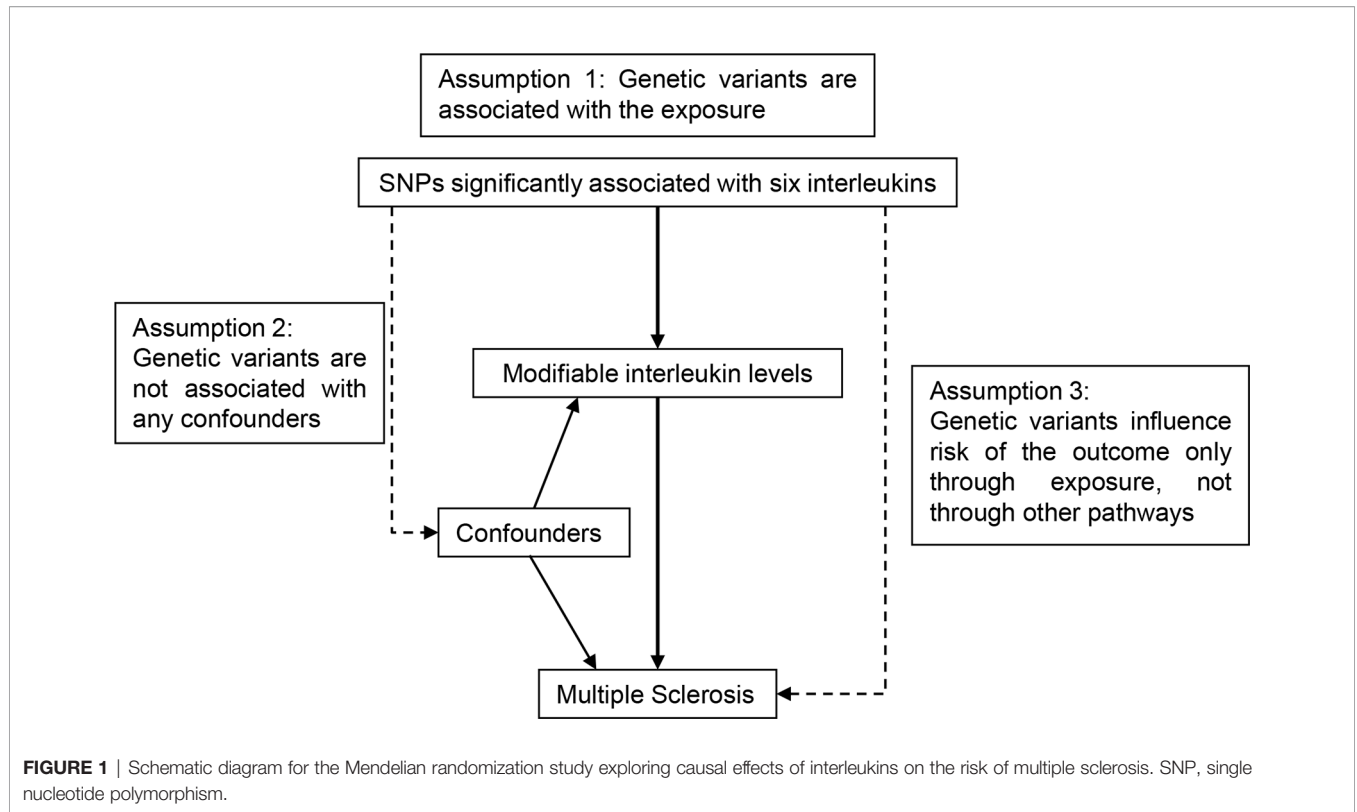 Assumption 1: Genetic variants are
associated with the exposure
SNPs significantly associated with six interleukins
Assumption 2:
Genetic variants are
not associated with
any confounders
Modifiable interleukin levels
Assumption 3:
Genetic variants influence
risk of the outcome only
through exposure, not
through other pathways
Confounders
Multiple Sclerosis
FIGURE 1 | Schematic diagram for the Mendelian randomization study exploring causal effects of interleukins on the risk of multiple sclerosis. SNP, single
nucleotide polymorphism.